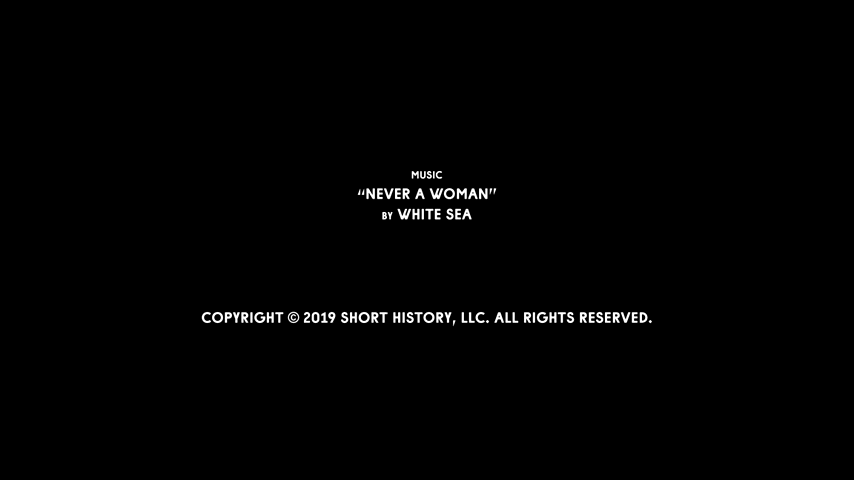 MUSIC
“NEVER A WOMAN”
BY WHITE SEA
COPYRIGHT © 2019 SHORT HISTORY, LLC. ALL RIGHTS RESERVED.